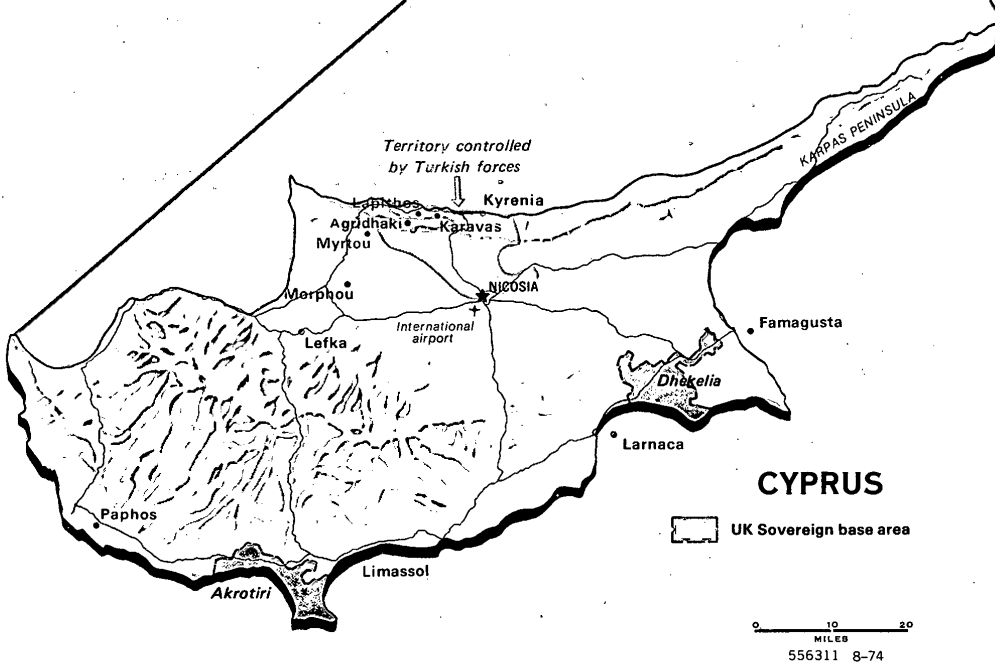 KARPAS PENINSULA
Territory controlled
by Turkish forces
Lapithos
Kyrenia
Agridhaki
Karavas
Myrtou
NICOSIA
Morphou
International
airport
Lefka
Famagusta
Dhekelia
Larnaca
CYPRUS
Paphos
UK Sovereign base area
Limassol
Akrotiri
0 10 20
MILES
556311 8-74